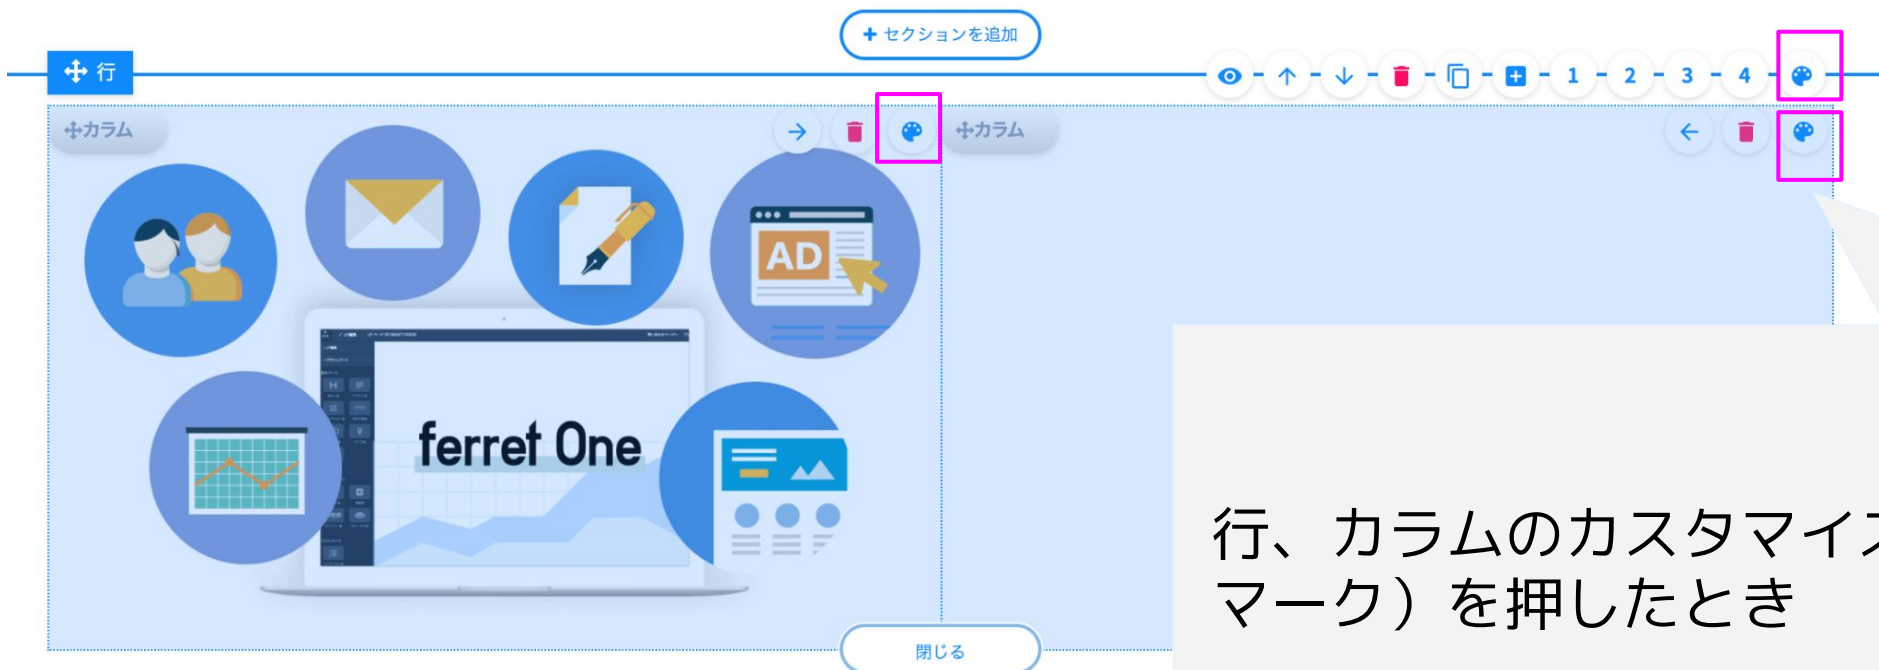 セクションを追加
行
1 2 3 4
カラム
カラム
AD
ferret One
行、カラムのカスタマイズ
マーク）を押したとき
閉じる